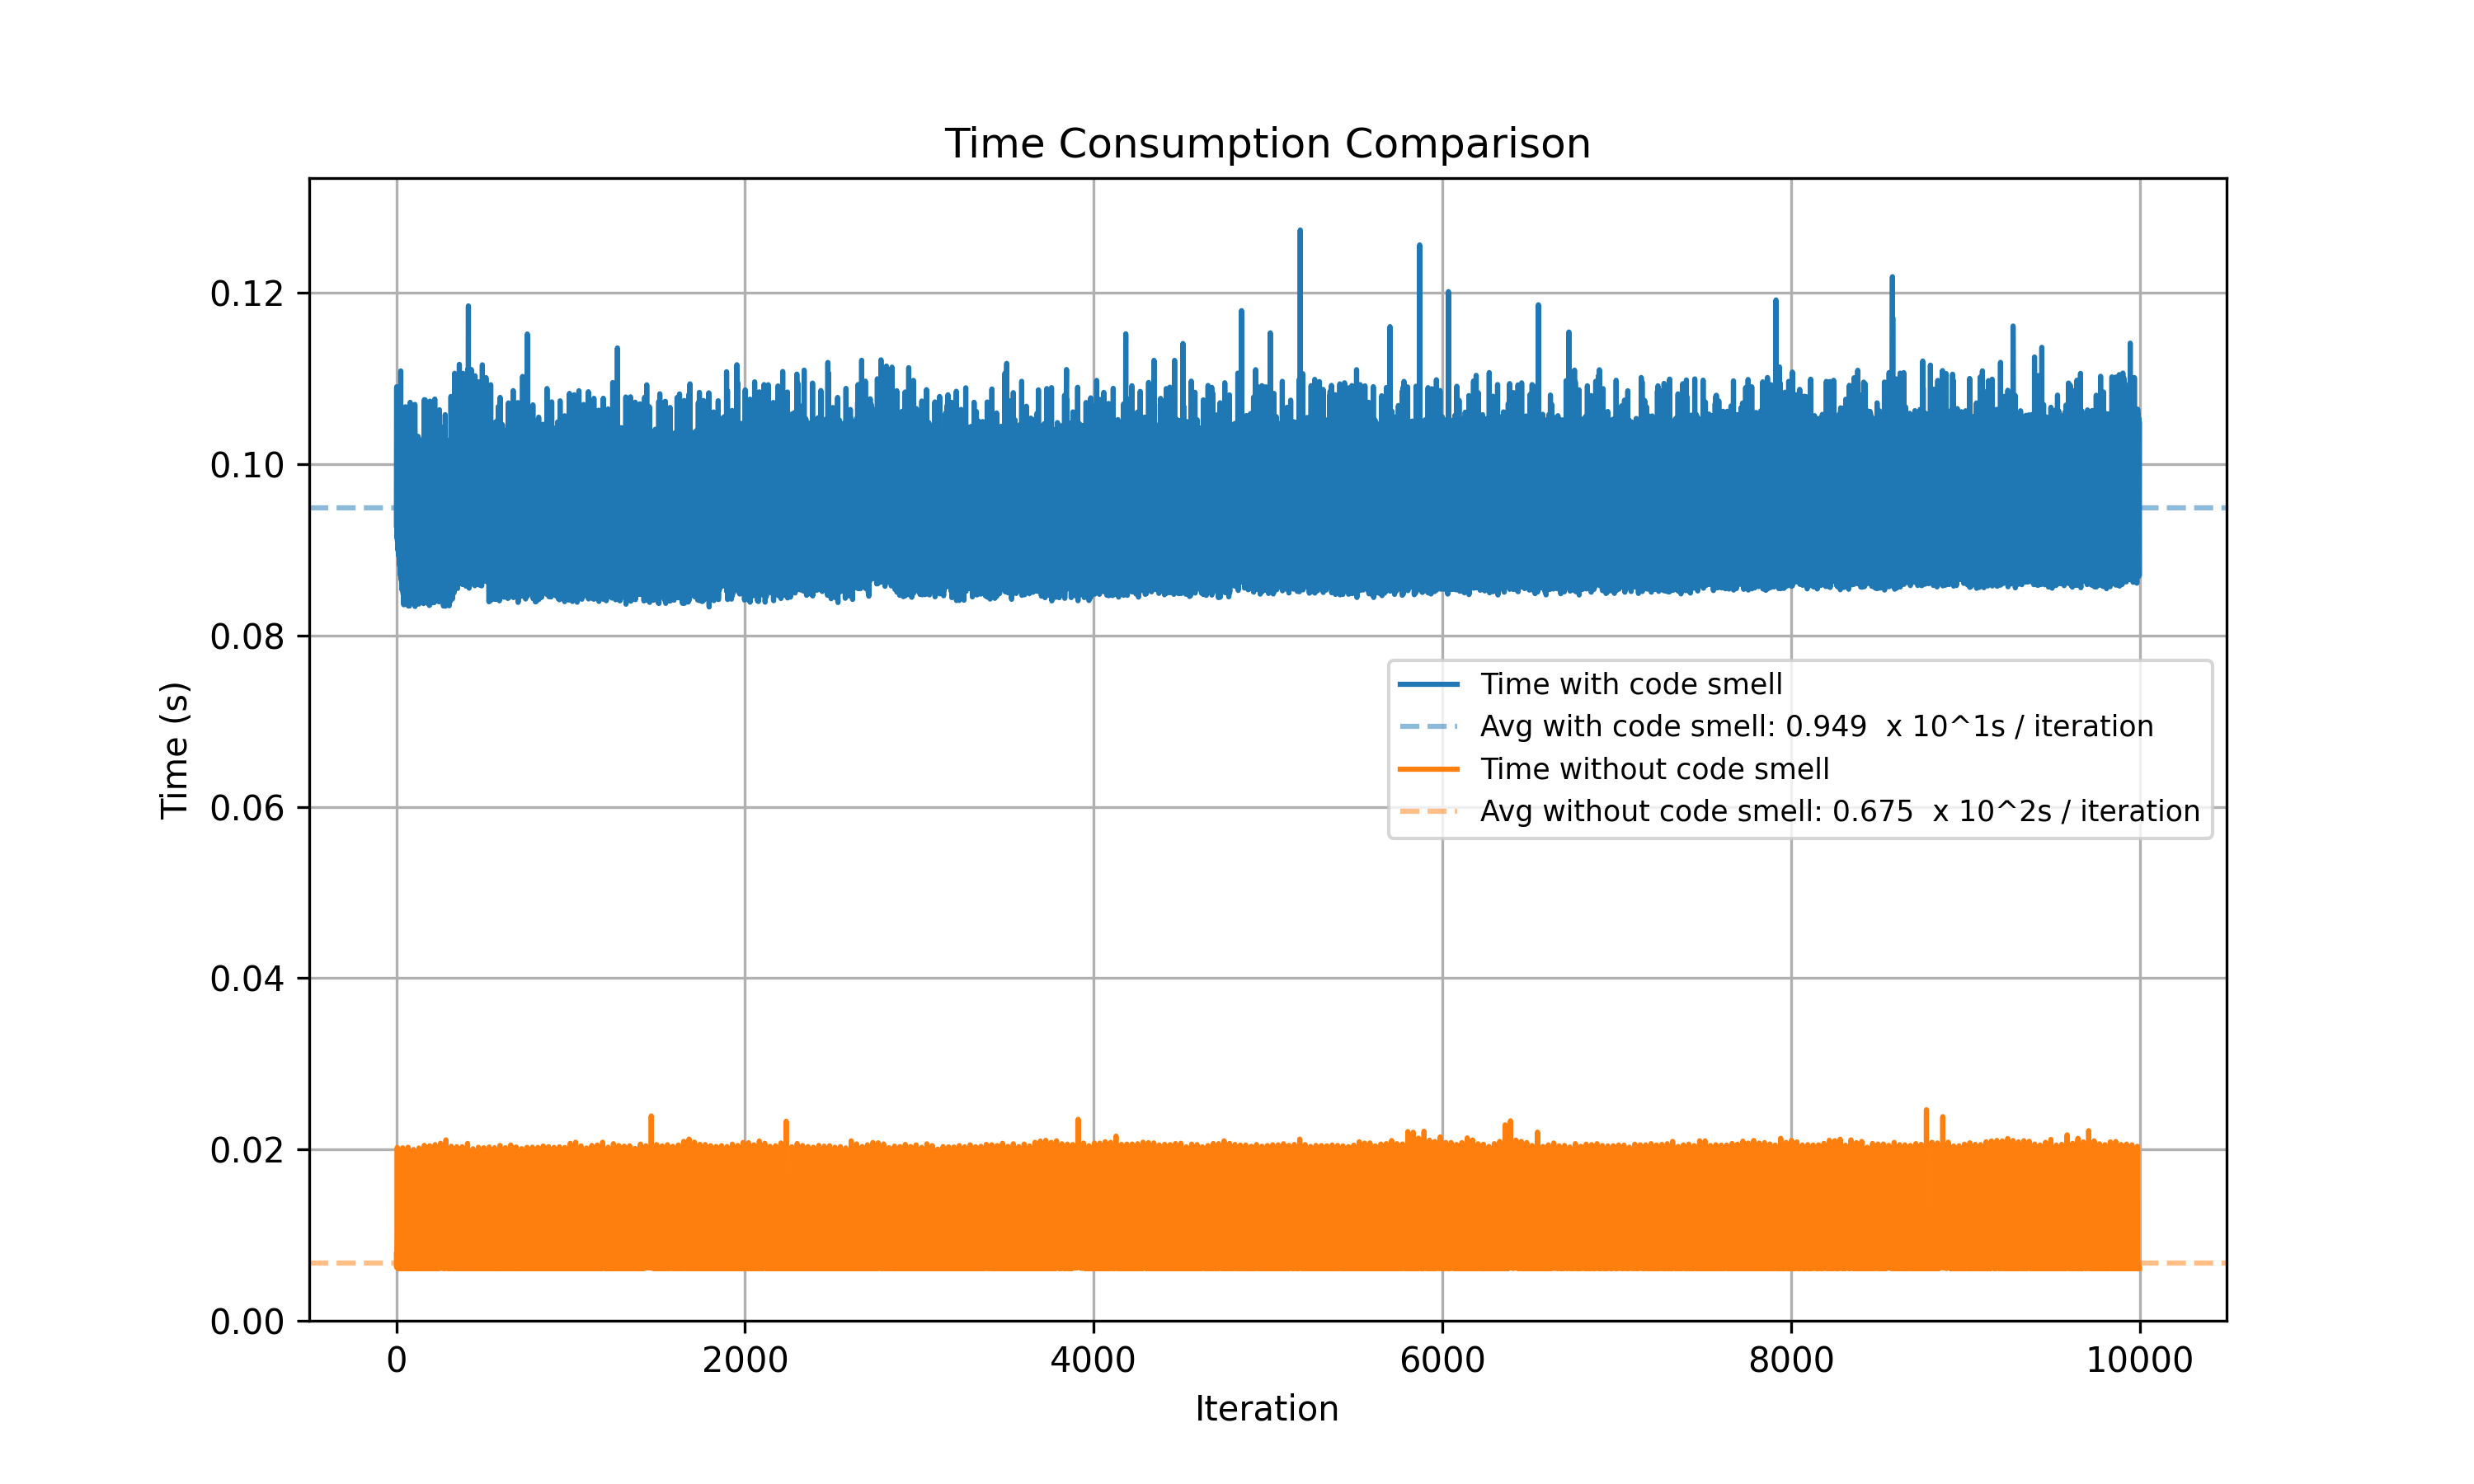 Time Consumption Comparison
0.12
0.10
0.08
0.06
0.04
0.02
0.00
Time (s)
Time with code smell
Avg with code smell: 0.949  x 10^1s / iteration
Time without code smell
Avg without code smell: 0.675  x 10^2s / iteration
0 2000 4000 6000 8000 10000
Iteration